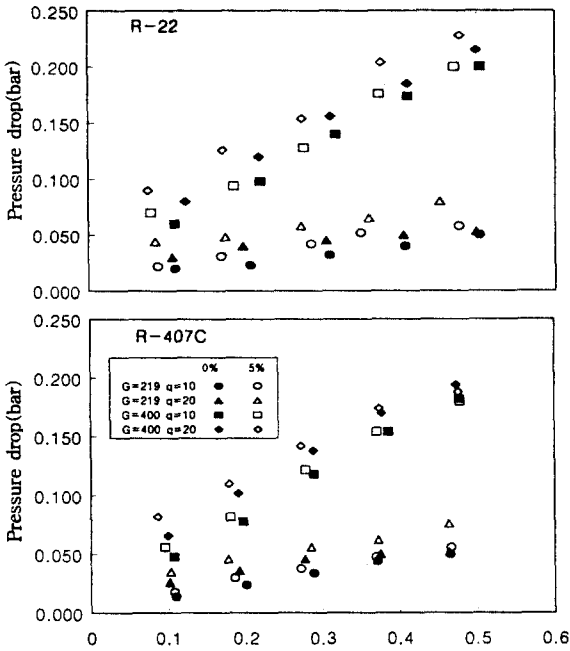 0.250
R-22
0.200
0.150
0.100
0.050
0.000
Pressure drop(bar)
0.250
R-407C
0% 5%
G=219 q=10
G=219 q=20
G=400 q=10
G=400 q=20
0.200
0.150
0.100
0.050
0.000
Pressure drop(bar)
0 0.1 0.2 0.3 0.4 0.5 0.6